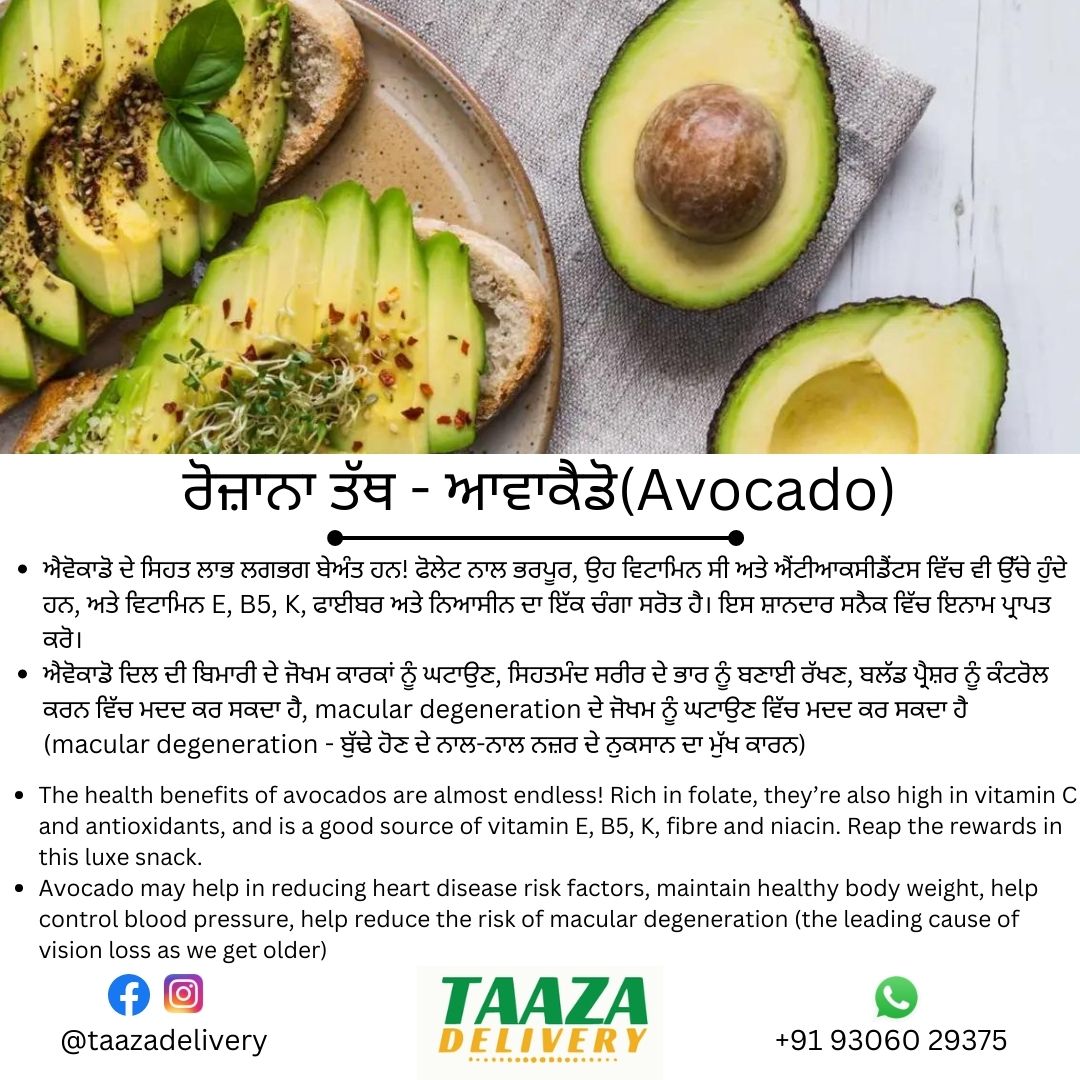 ਰੋਜ਼ਾਨਾ ਤੱਥ - ਆਵਾਕੈਡੋ(Avocado)
• ਐਵੋਕਾਡੋ ਦੇ ਸਿਹਤ ਲਾਭ ਲਗਭਗ ਬੇਅੰਤ ਹਨ! ਫੋਲੇਟ ਨਾਲ ਭਰਪੂਰ, ਉਹ ਵਿਟਾਮਿਨ ਸੀ ਅਤੇ ਐਂਟੀਆਕਸੀਡੈਂਟਸ ਵਿੱਚ ਵੀ ਉੱਚੇ ਹੁੰਦੇ
ਹਨ, ਅਤੇ ਵਿਟਾਮਿਨ E, B5, K, ਫਾਈਬਰ ਅਤੇ ਨਿਆਸੀਨ ਦਾ ਇੱਕ ਚੰਗਾ ਸਰੋਤ ਹੈ। ਇਸ ਸ਼ਾਨਦਾਰ ਸਨੈਕ ਵਿੱਚ ਇਨਾਮ ਪ੍ਰਾਪਤ
ਕਰੋ।
• ਐਵੋਕਾਡੋ ਦਿਲ ਦੀ ਬਿਮਾਰੀ ਦੇ ਜੋਖਮ ਕਾਰਕਾਂ ਨੂੰ ਘਟਾਉਣ, ਸਿਹਤਮੰਦ ਸਰੀਰ ਦੇ ਭਾਰ ਨੂੰ ਬਣਾਈ ਰੱਖਣ, ਬਲੱਡ ਪ੍ਰੈਸ਼ਰ ਨੂੰ ਕੰਟਰੋਲ
ਕਰਨ ਵਿੱਚ ਮਦਦ ਕਰ ਸਕਦਾ ਹੈ, macular degeneration ਦੇ ਜੋਖਮ ਨੂੰ ਘਟਾਉਣ ਵਿੱਚ ਮਦਦ ਕਰ ਸਕਦਾ ਹੈ
(macular degeneration - ਬੁੱਢੇ ਹੋਣ ਦੇ ਨਾਲ-ਨਾਲ ਨਜ਼ਰ ਦੇ ਨੁਕਸਾਨ ਦਾ ਮੁੱਖ ਕਾਰਨ)
• The health benefits of avocados are almost endless! Rich in folate, they’re also high in vitamin C
and antioxidants, and is a good source of vitamin E, B5, K, fibre and niacin. Reap the rewards in
this luxe snack.
• Avocado may help in reducing heart disease risk factors, maintain healthy body weight, help
control blood pressure, help reduce the risk of macular degeneration (the leading cause of
vision loss as we get older)
@taazadelivery
TAAZA
DELIVERY
+91 93060 29375